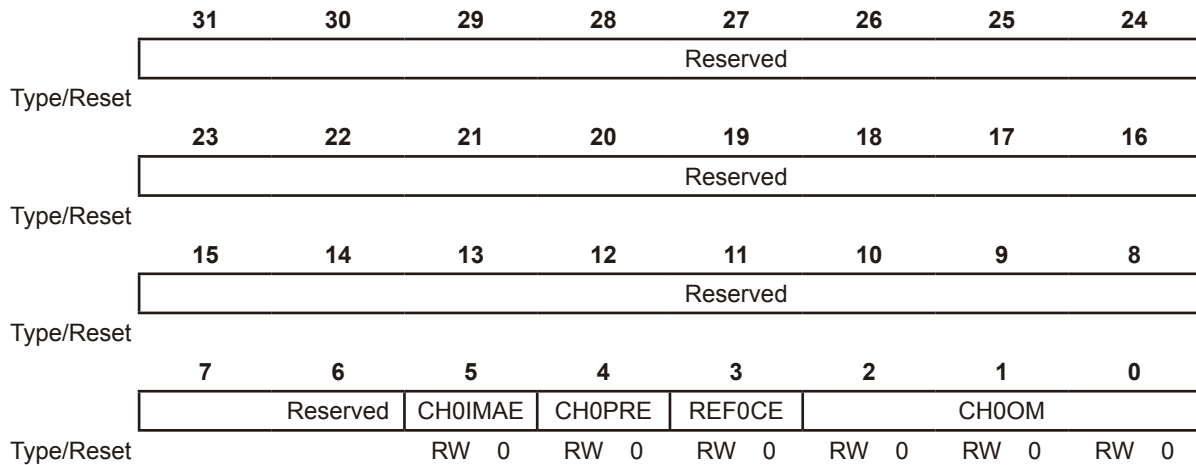 31 30 29 28 27 26 25 24
Reserved
Type/Reset
23 22 21 20 19 18 17 16
Reserved
Type/Reset
15 14 13 12 11 10 9 8
Reserved
Type/Reset
7 6 5 4 3 2 1 0
Reserved CH0IMAE CH0PRE REF0CE CH0OM
Type/Reset RW 0 RW 0 RW 0 RW 0 RW 0 RW 0